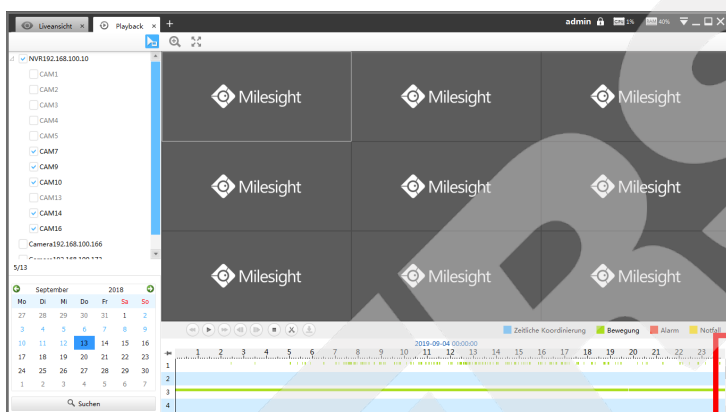 Liveansicht × Playback × + admin 1% 40%
NVR192.168.100.10
CAM1
CAM2
CAM3
CAM4
CAM5
CAM7
CAM9
CAM10
CAM13
CAM14
CAM16
Camera192.168.100.166
5/13
Milesight Milesight Milesight
Milesight Milesight Milesight
Milesight Milesight Milesight
September 2018
Mo Di Mi Do Fr Sa So
27 28 29 30 31 1 2
3 4 5 6 7 8 9
10 11 12 13 14 15 16
17 18 19 20 21 22 23
24 25 26 27 28 29 30
1 2 3 4 5 6 7
Suchen
Zeitliche Koordinierung Bewegung Alarm Notfall
2019-09-04 00:00:00
1 2 3 4 5 6 7 8 9 10 11 12 13 14 15 16 17 18 19 20 21 22 23
1
2
3
4